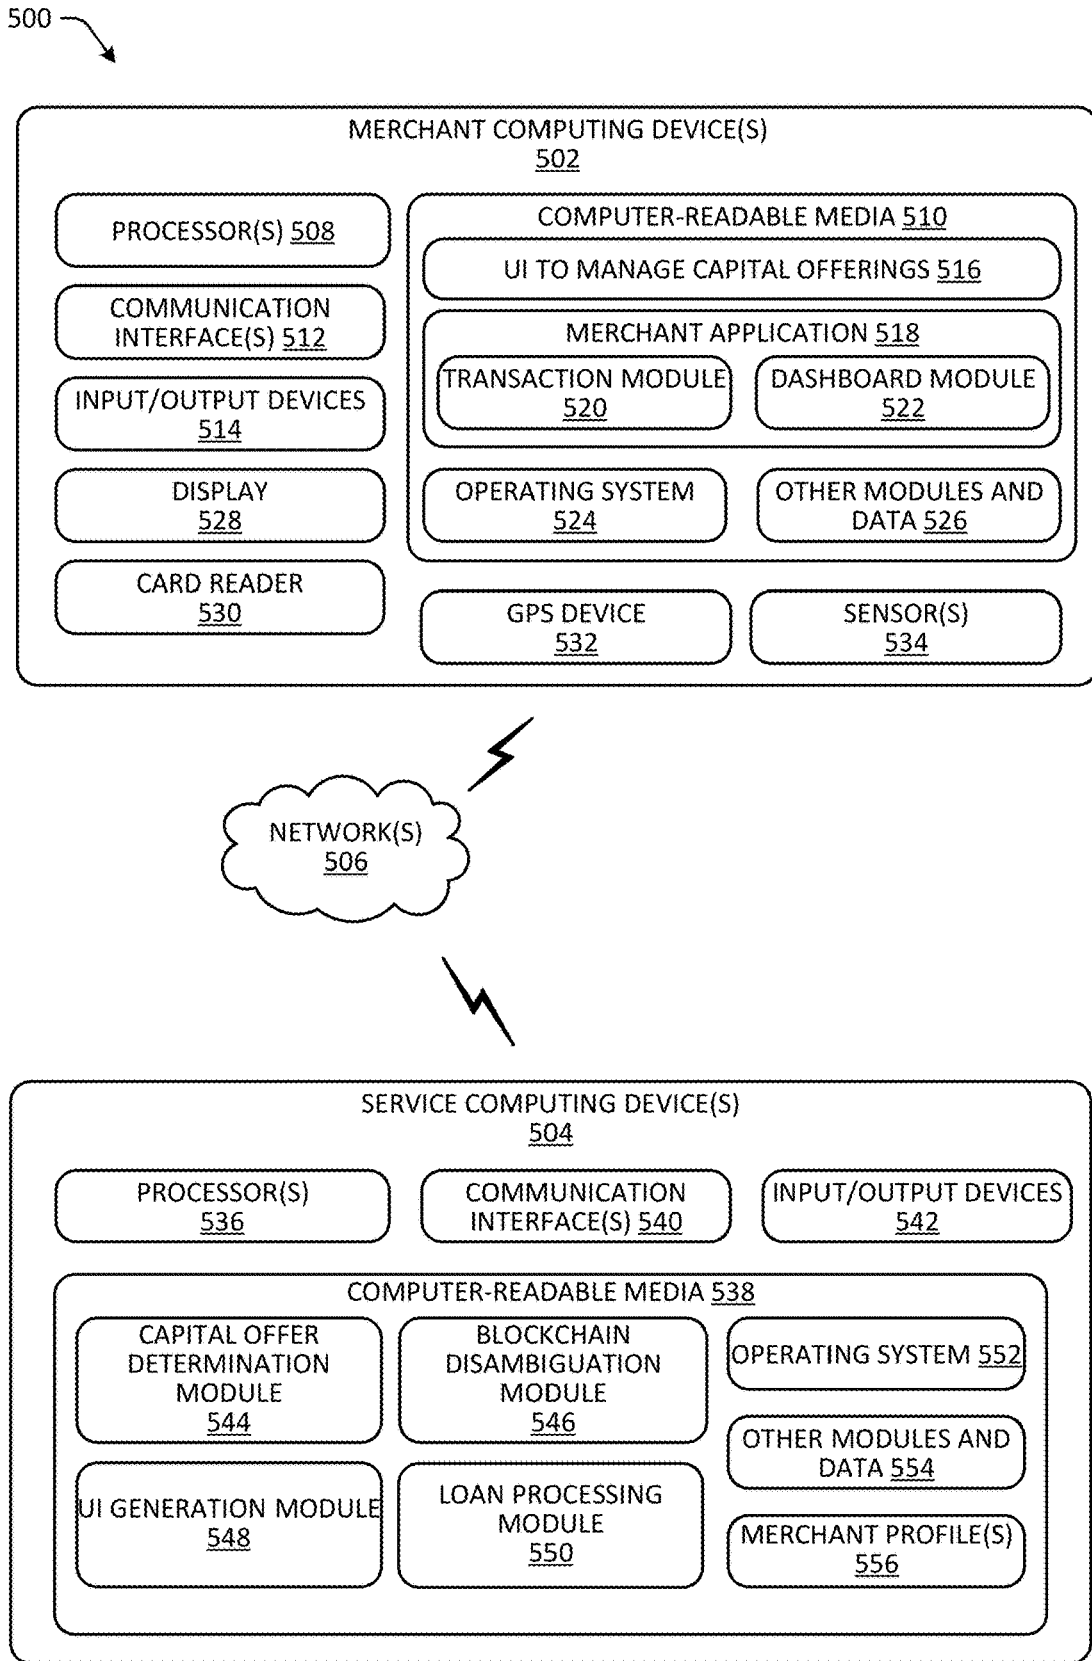 500
MERCHANT COMPUTING DEVICE(S)
502
PROCESSOR(S) 508
COMMUNICATION
INTERFACE(S) 512
INPUT/OUTPUT DEVICES
514
DISPLAY
528
CARD READER
530
COMPUTER-READABLE MEDIA 510
UI TO MANAGE CAPITAL OFFERINGS 516
MERCHANT APPLICATION 518
TRANSACTION MODULE
520
DASHBOARD MODULE
522
OPERATING SYSTEM
524
OTHER MODULES AND
DATA 526
GPS DEVICE
532
SENSOR(S)
534
NETWORK(S)
506
SERVICE COMPUTING DEVICE(S)
504
PROCESSOR(S)
536
COMMUNICATION
INTERFACE(S) 540
INPUT/OUTPUT DEVICES
542
COMPUTER-READABLE MEDIA 538
CAPITAL OFFER
DETERMINATION
MODULE
544
BLOCKCHAIN
DISAMBIGUATION
MODULE
546
UI GENERATION MODULE
548
LOAN PROCESSING
MODULE
550
OPERATING SYSTEM 552
OTHER MODULES AND
DATA 554
MERCHANT PROFILE(S)
556